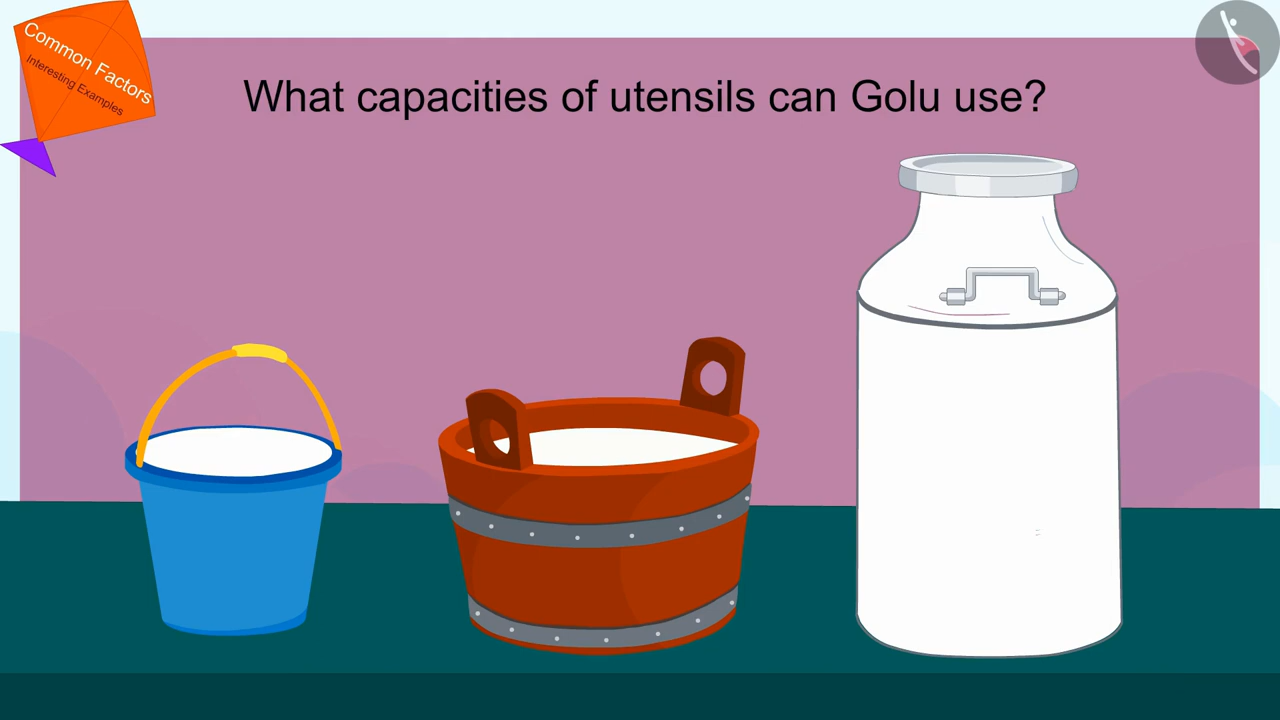 Common Factors
Interesting Examples
What capacities of utensils can Golu use?